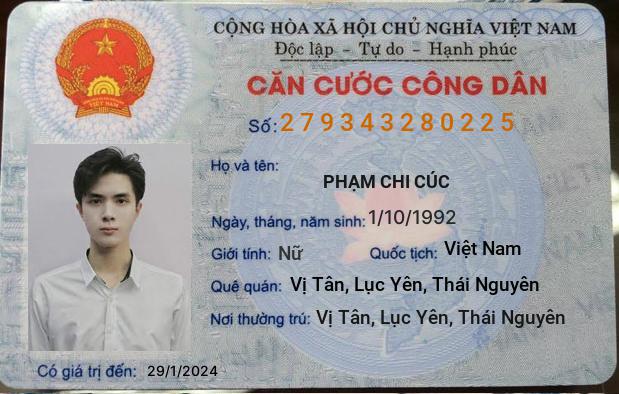 CỘNG HÒA XÃ HỘI CHỦ NGHĨA VIỆT NAM
Độc lập - Tự do - Hạnh phúc
CĂN CƯỚC CÔNG DÂN
Số: 279343280225
Họ và tên:
PHẠM CHI CÚC
Ngày, tháng, năm sinh: 1/10/1992
Giới tính: Nữ Quốc tịch: Việt Nam
Quê quán: Vị Tân, Lục Yên, Thái Nguyên
Nơi thường trú: Vị Tân, Lục Yên, Thái Nguyên
Có giá trị đến: 29/1/2024
VIỆT NAM